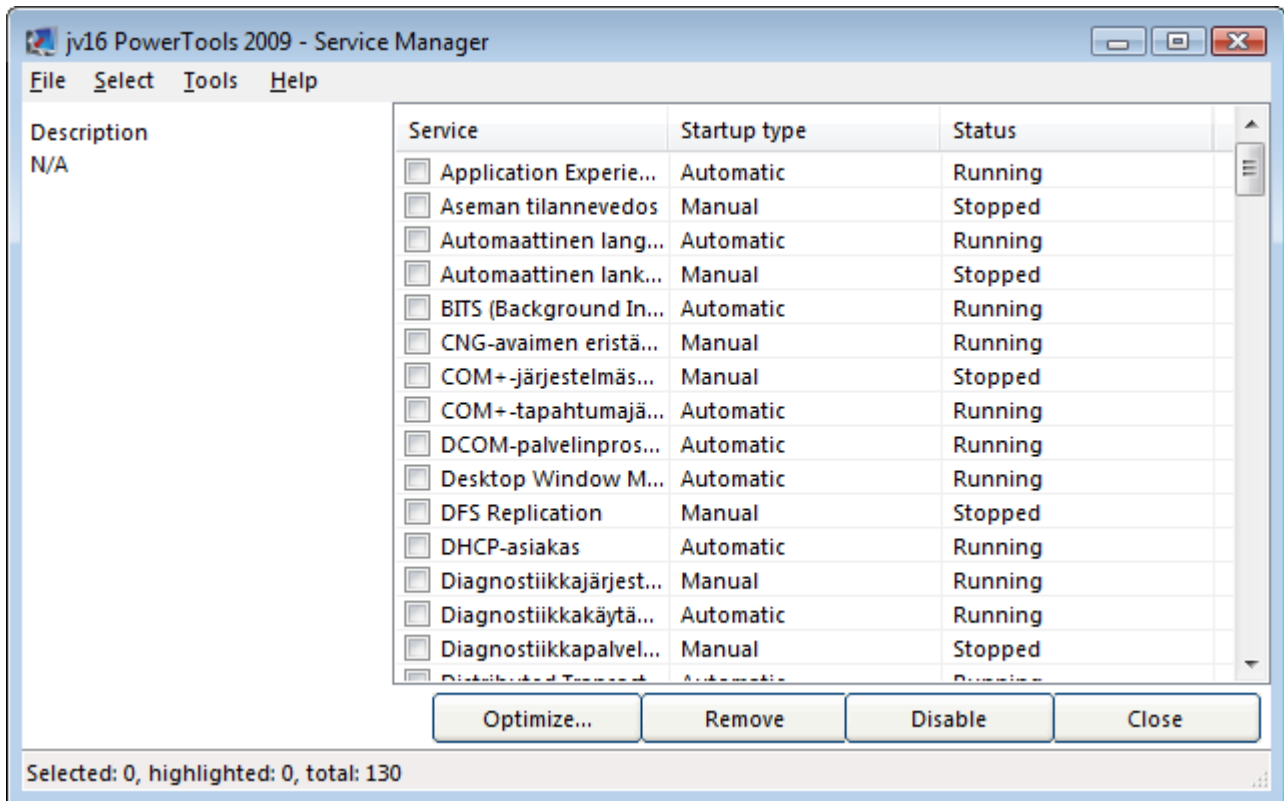 jv16 PowerTools 2009 - Service Manager
File Select Tools Help
Description
N/A
Service Startup type Status
Application Experie... Automatic Running
Aseman tilannevedos Manual Stopped
Automaattinen lang... Automatic Running
Automaattinen lank... Manual Stopped
BITS (Background In... Automatic Running
CNG-avaimen eristä... Manual Running
COM+-järjestelmäs... Manual Stopped
COM+-tapahtumajä... Automatic Running
DCOM-palvelinpros... Automatic Running
Desktop Window M... Automatic Running
DFS Replication Manual Stopped
DHCP-asiakas Automatic Running
Diagnostiikkajärjest... Manual Running
Diagnostiikkakäytä... Automatic Running
Diagnostiikkapalvel... Manual Stopped
Distributed Transact... Automatic Running
Optimize... Remove Disable Close
Selected: 0, highlighted: 0, total: 130